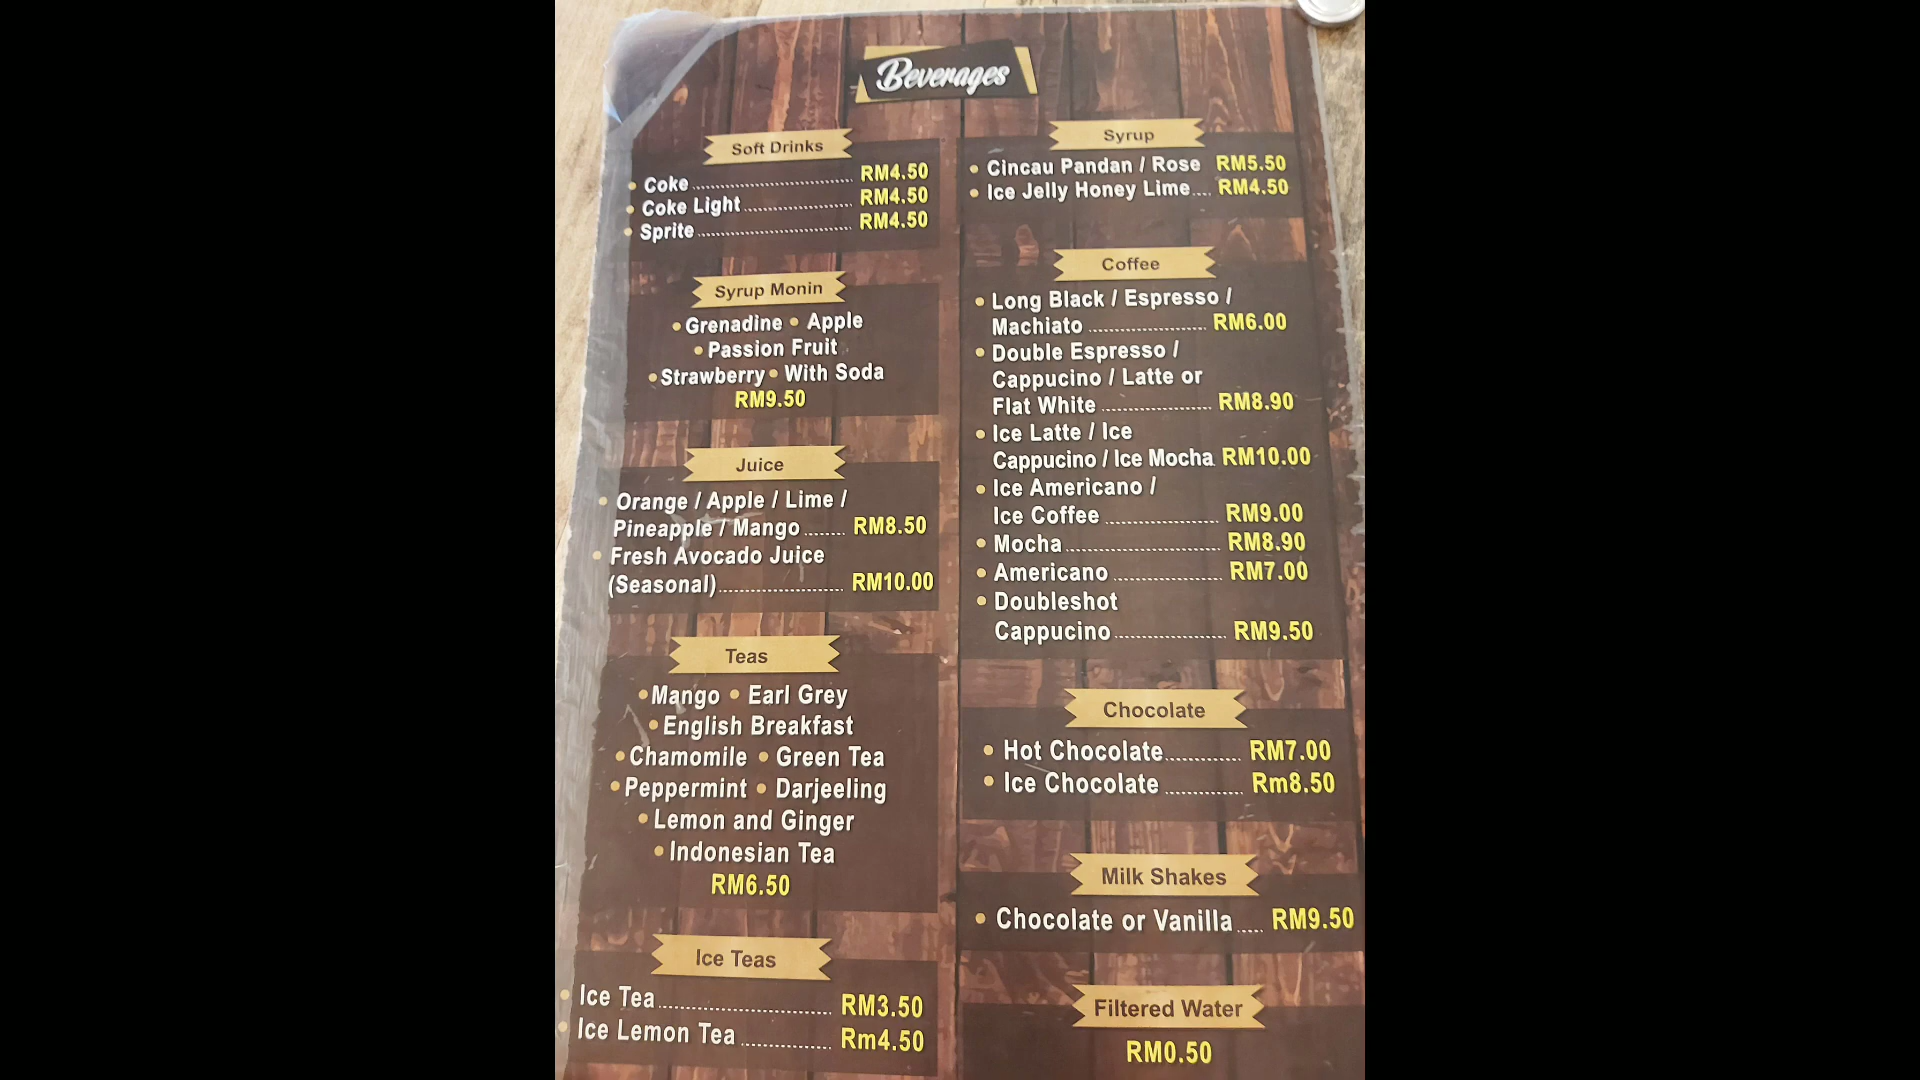 Beverages
Soft Drinks
• Coke RM4.50
• Coke Light RM4.50
• Sprite RM4.50
Syrup Monin
• Grenadine • Apple
• Passion Fruit
• Strawberry • With Soda
RM9.50
Juice
• Orange / Apple / Lime /
Pineapple / Mango RM8.50
• Fresh Avocado Juice
(Seasonal) RM10.00
Teas
• Mango • Earl Grey
• English Breakfast
• Chamomile • Green Tea
• Peppermint • Darjeeling
• Lemon and Ginger
• Indonesian Tea
RM6.50
Ice Teas
• Ice Tea RM3.50
• Ice Lemon Tea Rm4.50
Syrup
• Cincau Pandan / Rose RM5.50
• Ice Jelly Honey Lime RM4.50
Coffee
• Long Black / Espresso /
Machiato RM6.00
• Double Espresso /
Cappucino / Latte or
Flat White RM8.90
• Ice Latte / Ice
Cappucino / Ice Mocha RM10.00
• Ice Americano /
Ice Coffee RM9.00
• Mocha RM8.90
• Americano RM7.00
• Doubleshot
Cappucino RM9.50
Chocolate
• Hot Chocolate RM7.00
• Ice Chocolate Rm8.50
Milk Shakes
• Chocolate or Vanilla RM9.50
Filtered Water
RM0.50